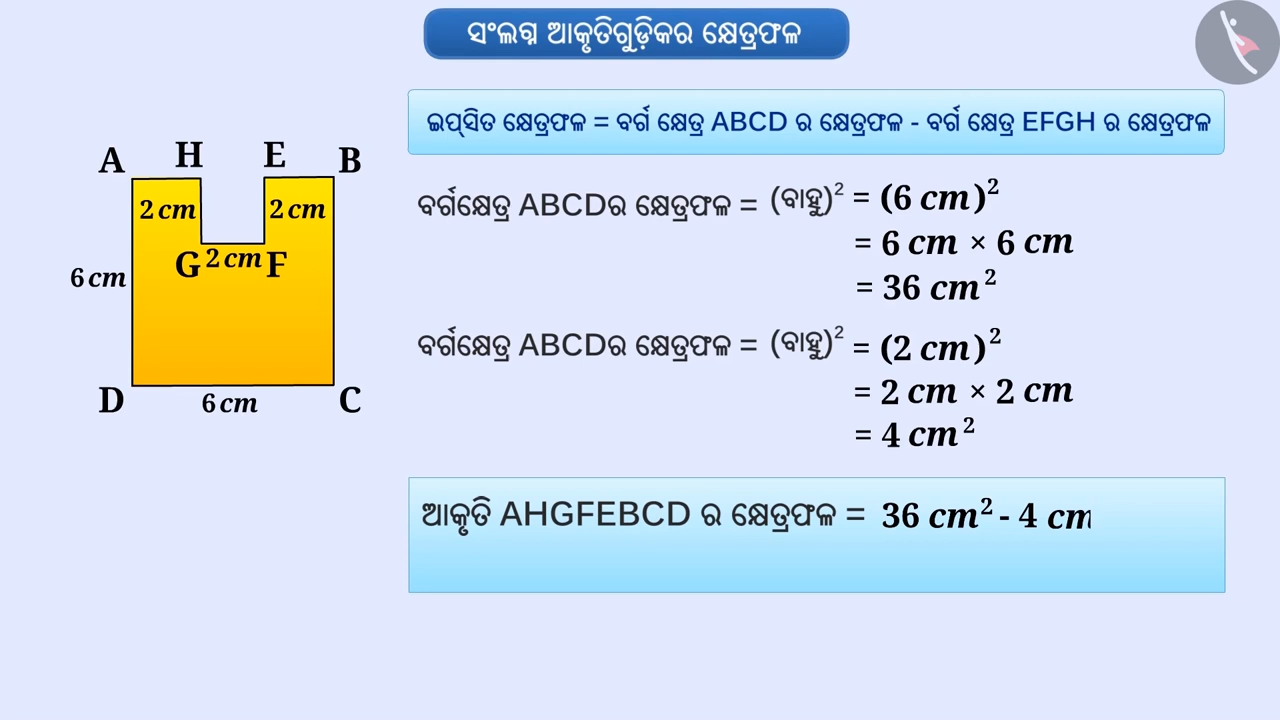 ସଂଲଗ୍ନ ଆକୃତିଗୁଡ଼ିକର କ୍ଷେତ୍ରଫଳ
ଇପ୍ସିତ କ୍ଷେତ୍ରଫଳ = ବର୍ଗ କ୍ଷେତ୍ର ABCD ର କ୍ଷେତ୍ରଫଳ - ବର୍ଗ କ୍ଷେତ୍ର EFGH ର କ୍ଷେତ୍ରଫଳ
A H E B
2 cm 2 cm
G 2 cm F
6 cm
D 6 cm C
ବର୍ଗକ୍ଷେତ୍ର ABCDର କ୍ଷେତ୍ରଫଳ = (ବାହୁ)² = (6 cm)²
= 6 cm × 6 cm
= 36 cm²
ବର୍ଗକ୍ଷେତ୍ର ABCDର କ୍ଷେତ୍ରଫଳ = (ବାହୁ)² = (2 cm)²
= 2 cm × 2 cm
= 4 cm²
ଆକୃତି AHGFEBCD ର କ୍ଷେତ୍ରଫଳ = 36 cm² - 4 cm